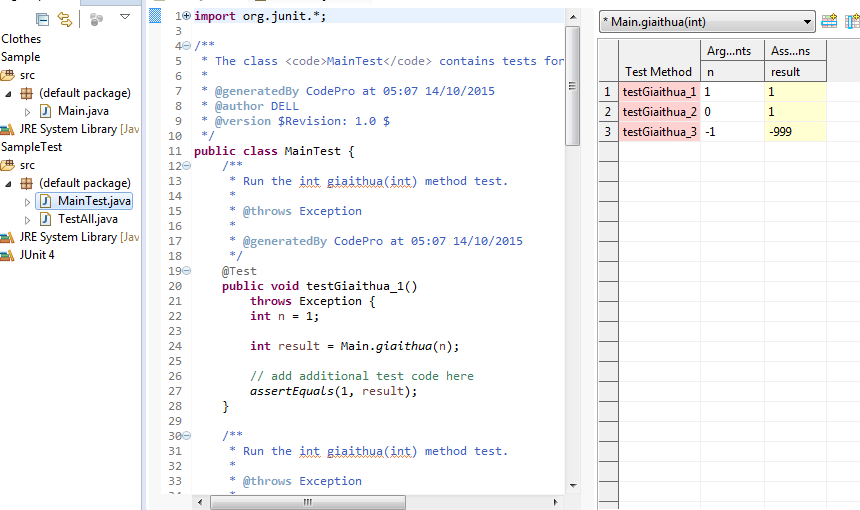 Clothes
Sample
src
(default package)
Main.java
JRE System Library [Jav
SampleTest
src
(default package)
MainTest.java
TestAll.java
JRE System Library [Jav
JUnit 4
1 import org.junit.*;
3
4 /**
5 * The class <code>MainTest</code> contains tests for
6 *
7 * @generatedBy CodePro at 05:07 14/10/2015
8 * @author DELL
9 * @version $Revision: 1.0 $
10 */
11 public class MainTest {
12 /**
13 * Run the int giaithua(int) method test.
14 *
15 * @throws Exception
16 *
17 * @generatedBy CodePro at 05:07 14/10/2015
18 */
19 @Test
20 public void testGiaithua_1()
21 throws Exception {
22 int n = 1;
23
24 int result = Main.giaithua(n);
25
26 // add additional test code here
27 assertEquals(1, result);
28 }
29
30 /**
31 * Run the int giaithua(int) method test.
32 *
33 * @throws Exception
* Main.giaithua(int)
Test Method Arg...nts Ass...ns
n result
1 testGiaithua_1 1 1
2 testGiaithua_2 0 1
3 testGiaithua_3 -1 -999